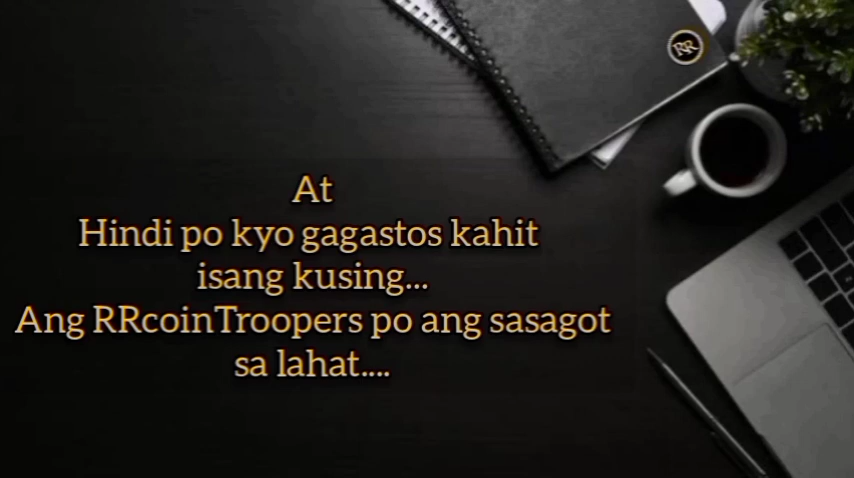 RR
At
Hindi po kyo gagastos kahit
isang kusing...
Ang RRcoinTroopers po ang sasagot
sa lahat....